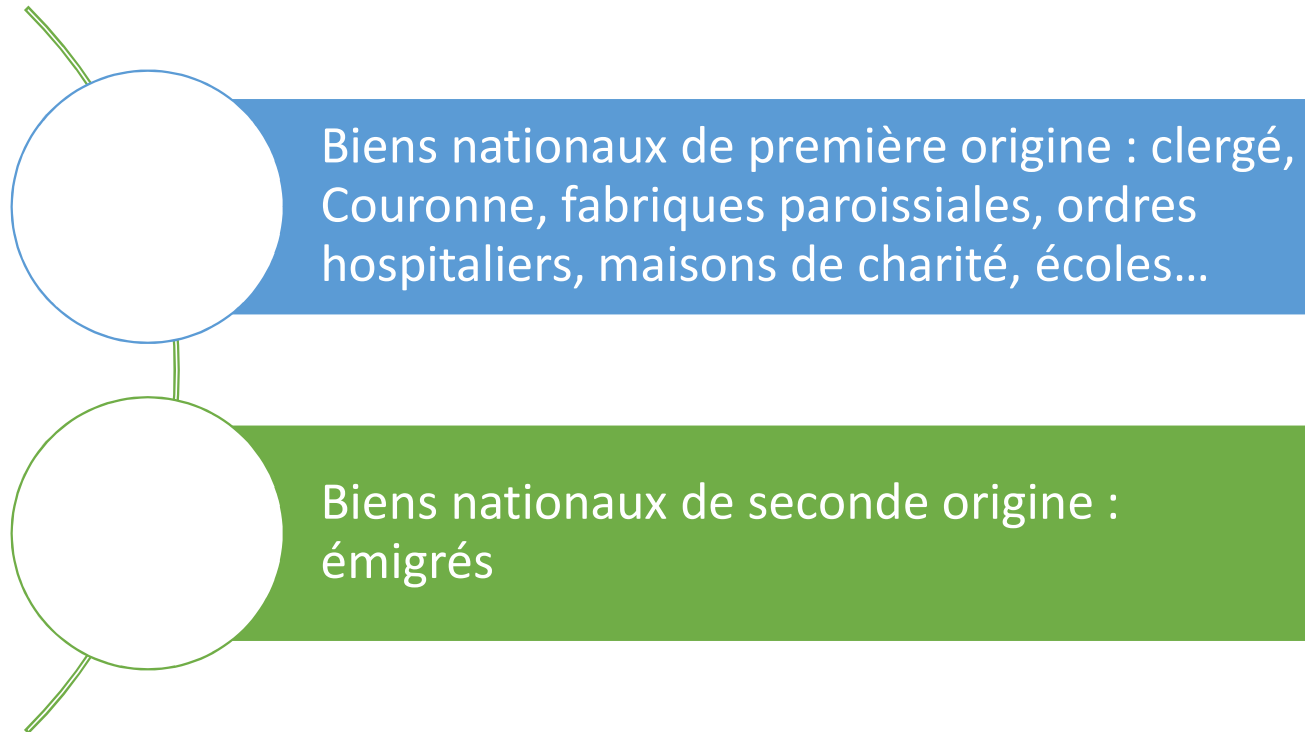 Biens nationaux de première origine : clergé,
Couronne, fabriques paroissiales, ordres
hospitaliers, maisons de charité, écoles…
Biens nationaux de seconde origine :
émigrés